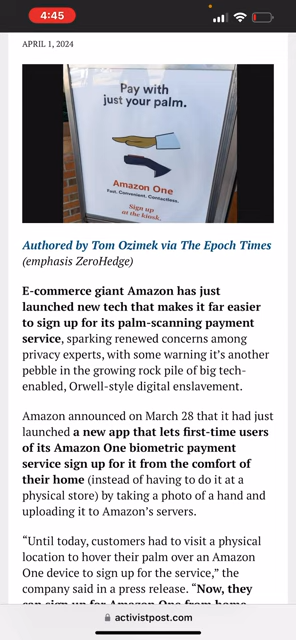 4:45
APRIL 1, 2024
Pay with
just your palm.
Amazon One
Fast. Convenient. Contactless.
Sign up
at the kiosk.
Authored by Tom Ozimek via The Epoch Times
(emphasis ZeroHedge)
E-commerce giant Amazon has just
launched new tech that makes it far easier
to sign up for its palm-scanning payment
service, sparking renewed concerns among
privacy experts, with some warning it’s another
pebble in the growing rock pile of big tech-
enabled, Orwell-style digital enslavement.
Amazon announced on March 28 that it had just
launched a new app that lets first-time users
of its Amazon One biometric payment
service sign up for it from the comfort of
their home (instead of having to do it at a
physical store) by taking a photo of a hand and
uploading it to Amazon’s servers.
“Until today, customers had to visit a physical
location to hover their palm over an Amazon
One device to sign up for the service,” the
company said in a press release. “Now, they
can sign up for Amazon One from home
activistpost.com